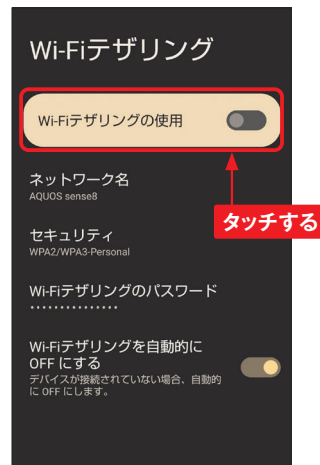 Wi-Fiテザリング
Wi-Fiテザリングの使用
ネットワーク名
AQUOS sense8
タッチする
セキュリティ
WPA2/WPA3-Personal
Wi-Fiテザリングのパスワード
･･･････････････
Wi-Fiテザリングを自動的に
OFF にする
デバイスが接続されていない場合、自動的
に OFF にします。